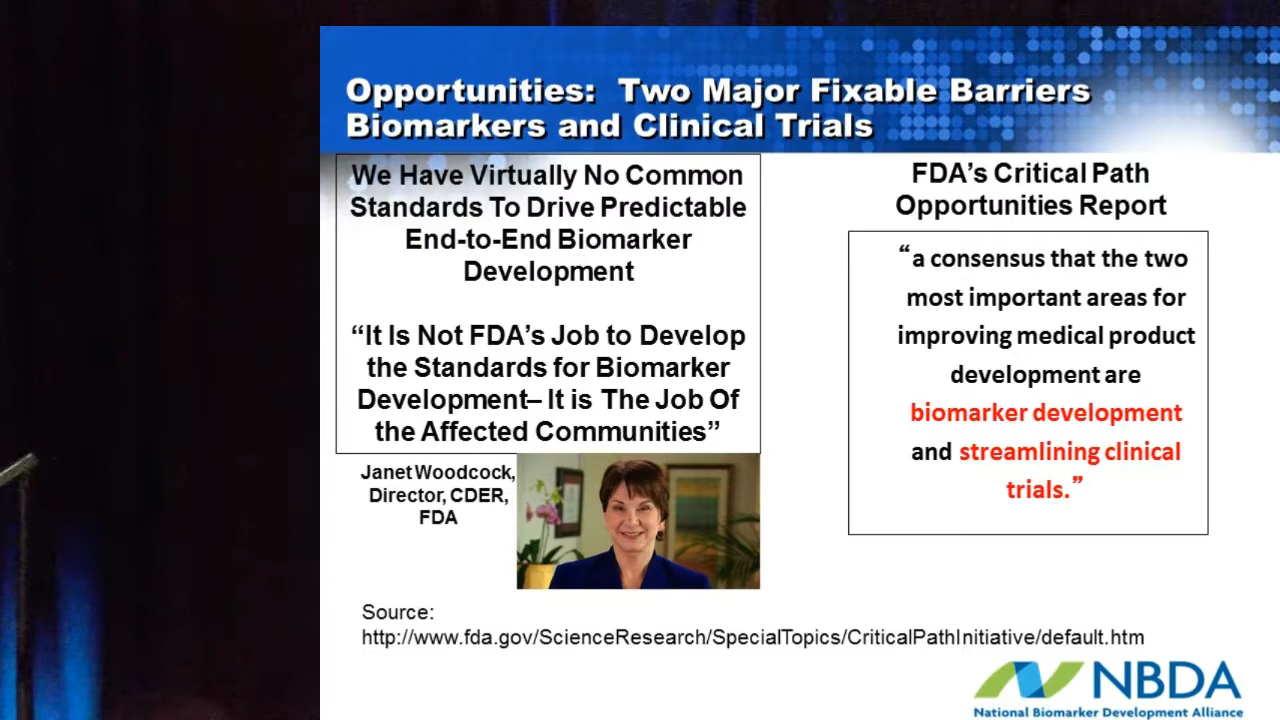 Opportunities: Two Major Fixable Barriers
Biomarkers and Clinical Trials
We Have Virtually No Common
Standards To Drive Predictable
End-to-End Biomarker
Development
“It Is Not FDA’s Job to Develop
the Standards for Biomarker
Development– It is The Job Of
the Affected Communities”
Janet Woodcock,
Director, CDER,
FDA
FDA’s Critical Path
Opportunities Report
“a consensus that the two
most important areas for
improving medical product
development are
biomarker development
and streamlining clinical
trials.”
Source:
http://www.fda.gov/ScienceResearch/SpecialTopics/CriticalPathInitiative/default.htm
NBDA
National Biomarker Development Alliance